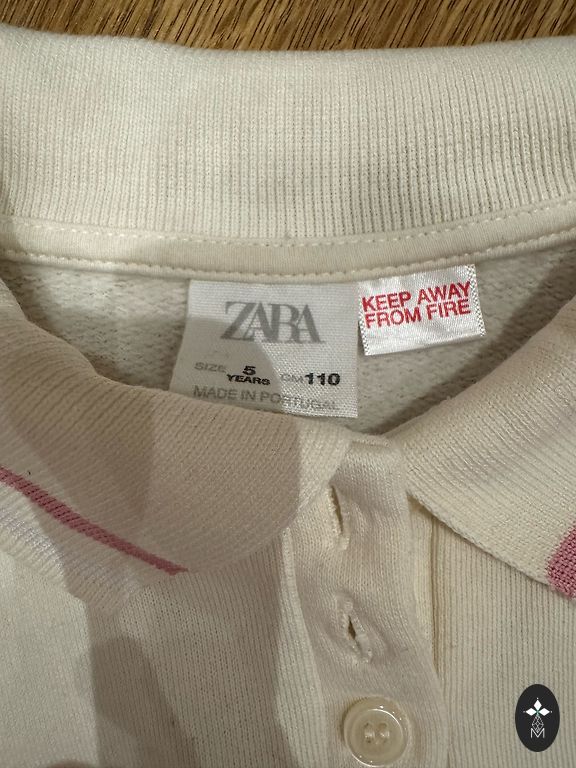 ZARA
SIZE 5 YEARS CM 110
MADE IN PORTUGAL
KEEP AWAY
FROM FIRE
M